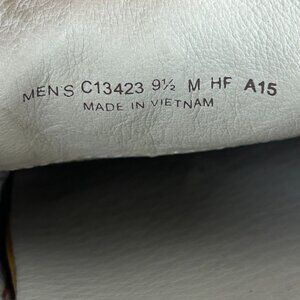 MEN'S C13423 9½ M HF A15
MADE IN VIETNAM